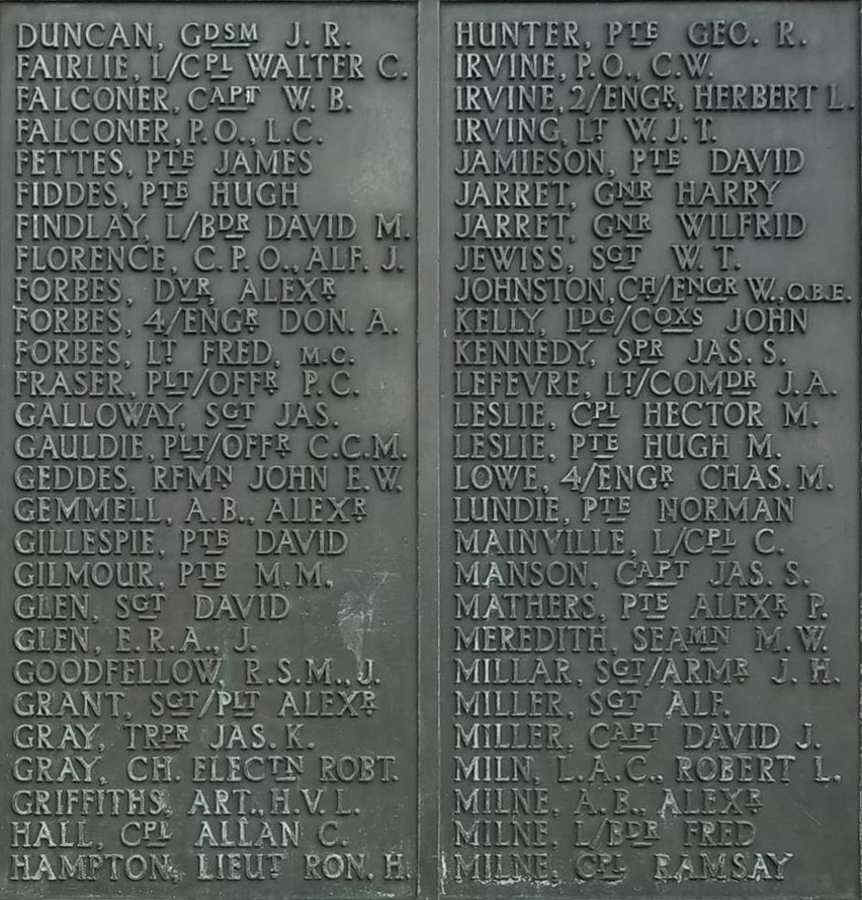 DUNCAN, GDSM J. R.
FAIRLIE, L/CPL WALTER C.
FALCONER, CAPT W. B.
FALCONER, P.O., L.C.
FETTES, PTE JAMES
FIDDES, PTE HUGH
FINDLAY, L/BDR DAVID M.
FLORENCE, C.P.O., ALF. J.
FORBES, DVR, ALEXR
FORBES, 4/ENGR DON. A.
FORBES, LT FRED, M.C.
FRASER, PLT/OFFR P.C.
GALLOWAY, SGT JAS.
GAULDIE, PLT/OFFR C.C.M.
GEDDES, RFMN JOHN E.W.
GEMMELL, A.B., ALEXR
GILLESPIE, PTE DAVID
GILMOUR, PTE M.M.
GLEN, SGT DAVID
GLEN, E.R.A., J.
GOODFELLOW, R.S.M., J.
GRANT, SGT/PLT ALEXR
GRAY, TRPR JAS. K.
GRAY, CH. ELECTN ROBT.
GRIFFITHS, ART., H.V. L.
HALL, CPL ALLAN C.
HAMPTON, LIEUT RON. H.
HUNTER, PTE GEO. R.
IRVINE, P.O., C.W.
IRVINE, 2/ENGR, HERBERT L.
IRVING, LT W. J. T.
JAMIESON, PTE DAVID
JARRET, GNR HARRY
JARRET, GNR WILFRID
JEWISS, SGT W. T.
JOHNSTON, CH/ENGR W., O.B.E.
KELLY, LDG/COXS JOHN
KENNEDY, SPR JAS. S.
LEFEVRE, LT/COMDR J.A.
LESLIE, CPL HECTOR M.
LESLIE, PTE HUGH M.
LOWE, 4/ENGR CHAS. M.
LUNDIE, PTE NORMAN
MAINVILLE, L/CPL C.
MANSON, CAPT JAS. S.
MATHERS, PTE ALEXR P.
MEREDITH, SEAMN M.W.
MILLAR, SGT/ARMR J. H.
MILLER, SGT ALF.
MILLER, CAPT DAVID J.
MILN, L.A.C., ROBERT L.
MILNE, A.B., ALEXR
MILNE, L/BDR FRED
MILNE, CPL RAMSAY